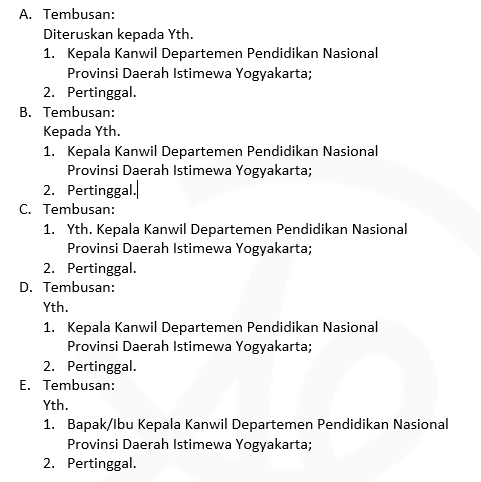 A. Tembusan:
Diteruskan kepada Yth.
1. Kepala Kanwil Departemen Pendidikan Nasional
Provinsi Daerah Istimewa Yogyakarta;
2. Pertinggal.
B. Tembusan:
Kepada Yth.
1. Kepala Kanwil Departemen Pendidikan Nasional
Provinsi Daerah Istimewa Yogyakarta;
2. Pertinggal.
C. Tembusan:
1. Yth. Kepala Kanwil Departemen Pendidikan Nasional
Provinsi Daerah Istimewa Yogyakarta;
2. Pertinggal.
D. Tembusan:
Yth.
1. Kepala Kanwil Departemen Pendidikan Nasional
Provinsi Daerah Istimewa Yogyakarta;
2. Pertinggal.
E. Tembusan:
Yth.
1. Bapak/Ibu Kepala Kanwil Departemen Pendidikan Nasional
Provinsi Daerah Istimewa Yogyakarta;
2. Pertinggal.